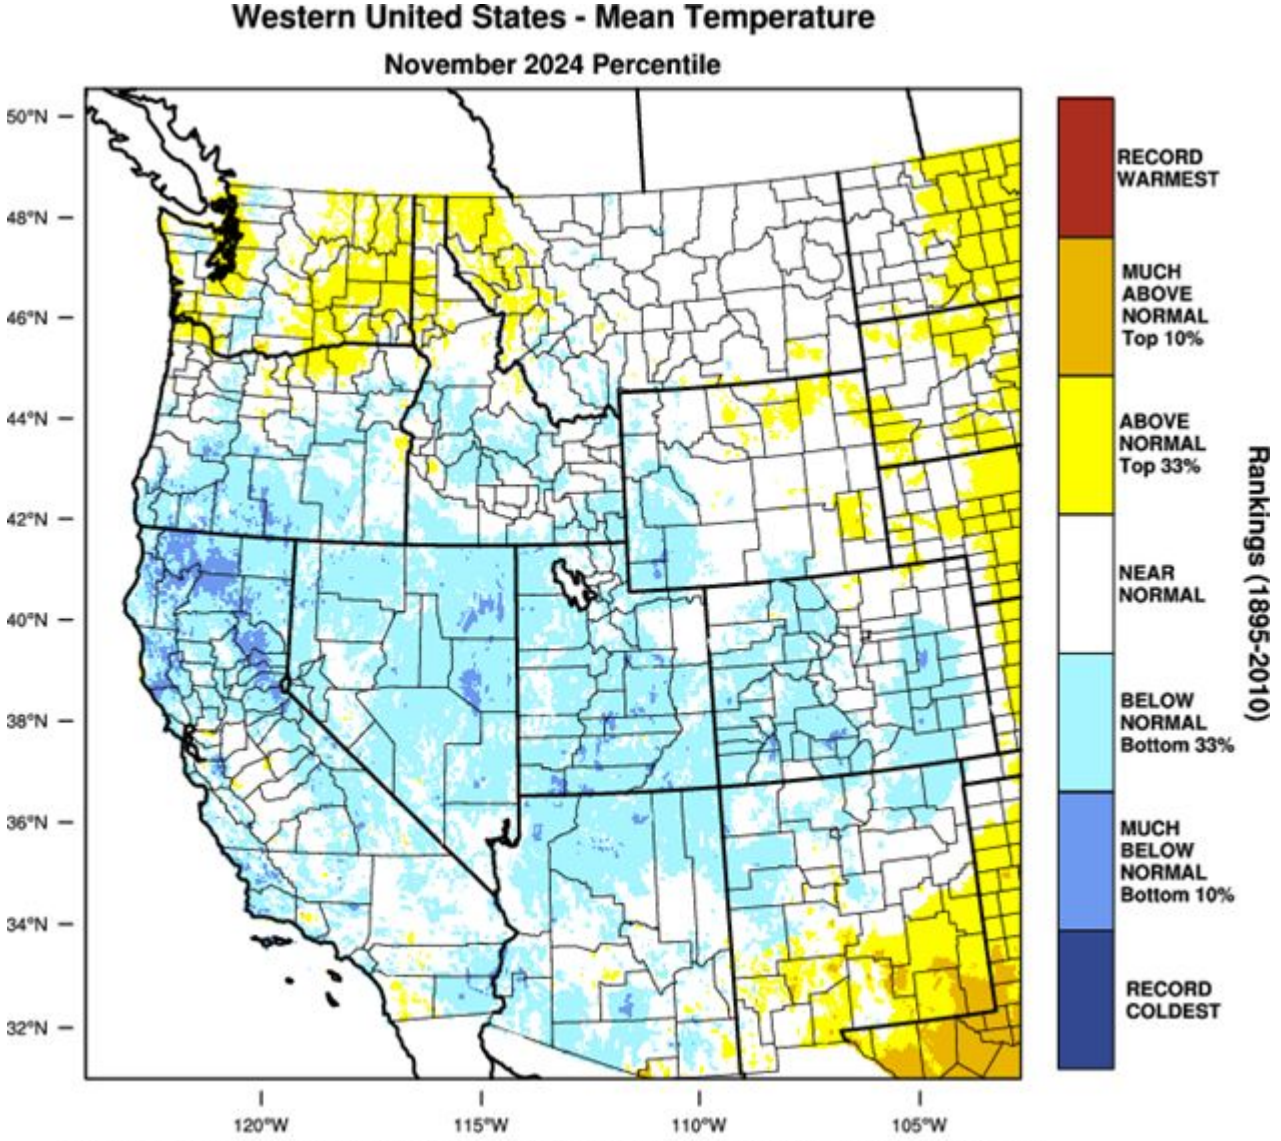 Western United States - Mean Temperature
November 2024 Percentile
50°N
48°N
46°N
44°N
42°N
40°N
38°N
36°N
34°N
32°N
120°W
115°W
110°W
105°W
RECORD
WARMEST
MUCH
ABOVE
NORMAL
Top 10%
ABOVE
NORMAL
Top 33%
NEAR
NORMAL
BELOW
NORMAL
Bottom 33%
MUCH
BELOW
NORMAL
Bottom 10%
RECORD
COLDEST
Rankings (1895-2010)